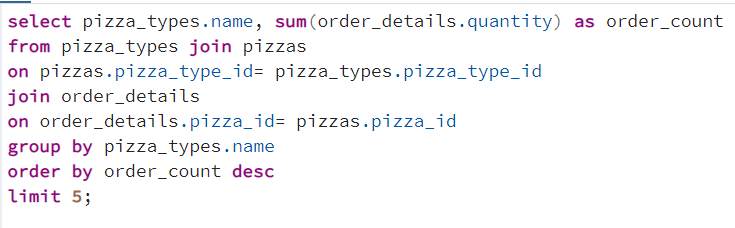 select pizza_types.name, sum(order_details.quantity) as order_count
from pizza_types join pizzas
on pizzas.pizza_type_id= pizza_types.pizza_type_id
join order_details
on order_details.pizza_id= pizzas.pizza_id
group by pizza_types.name
order by order_count desc
limit 5;